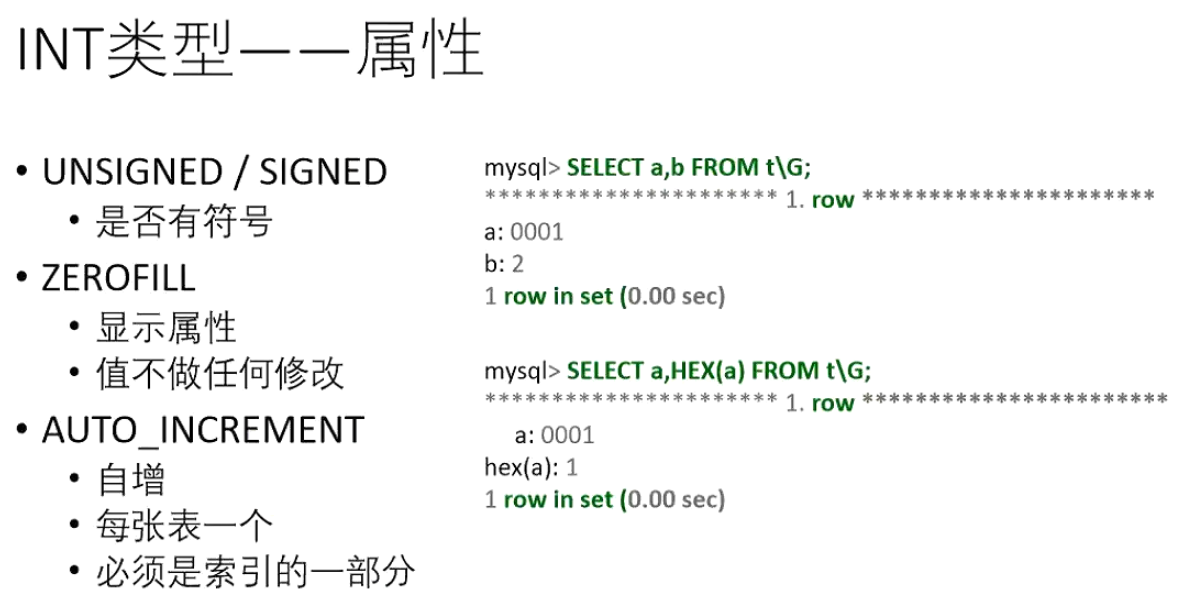 INT类型——属性
• UNSIGNED / SIGNED
• 是否有符号
• ZEROFILL
• 显示属性
• 值不做任何修改
• AUTO_INCREMENT
• 自增
• 每张表一个
• 必须是索引的一部分
mysql> SELECT a,b FROM t\G;
********************** 1. row **********************
a: 0001
b: 2
1 row in set (0.00 sec)
mysql> SELECT a,HEX(a) FROM t\G;
********************** 1. row ***********************
a: 0001
hex(a): 1
1 row in set (0.00 sec)